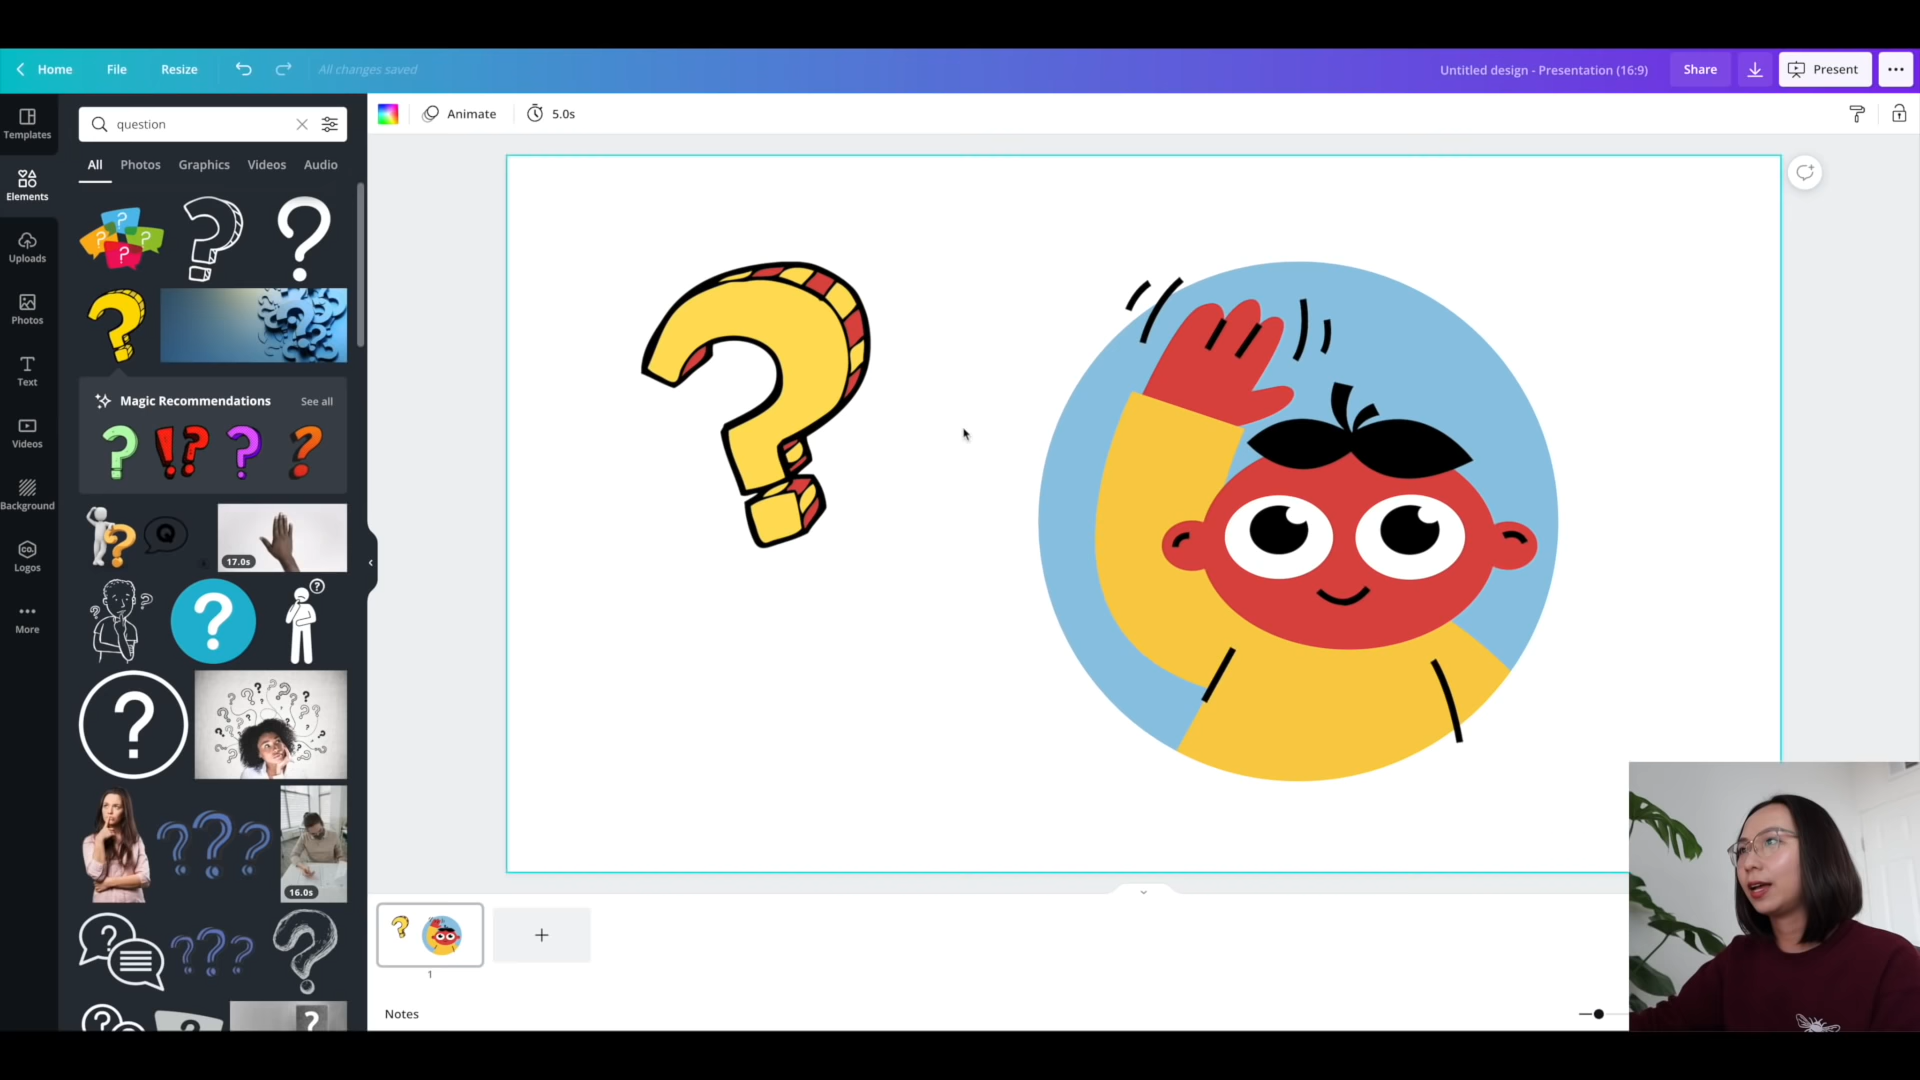 Home
File
Resize
All changes saved
Untitled design - Presentation (16:9)
Share
Present
Templates
question
Animate
5.0s
All
Photos
Graphics
Videos
Audio
Elements
Uploads
Photos
Text
Videos
Background
Logos
CO.
More
?
?
?
?
?
?
?
Magic Recommendations
See all
?
!?
?
?
?
Q
17.0s
?
?
?
?
?
???
16.0s
?
???
?
?
?
?
?
1
Notes